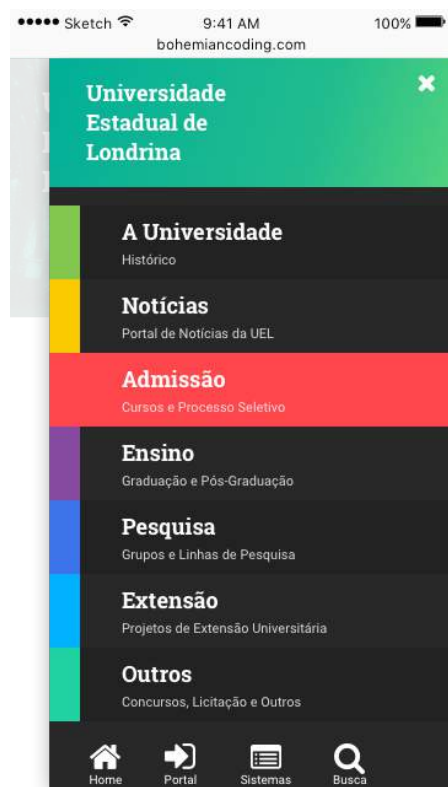 Sketch 9:41 AM 100%
bohemiancoding.com
Universidade
Estadual de
Londrina
A Universidade
Histórico
Notícias
Portal de Notícias da UEL
Admissão
Cursos e Processo Seletivo
Ensino
Graduação e Pós-Graduação
Pesquisa
Grupos e Linhas de Pesquisa
Extensão
Projetos de Extensão Universitária
Outros
Concursos, Licitação e Outros
Home Portal Sistemas Busca